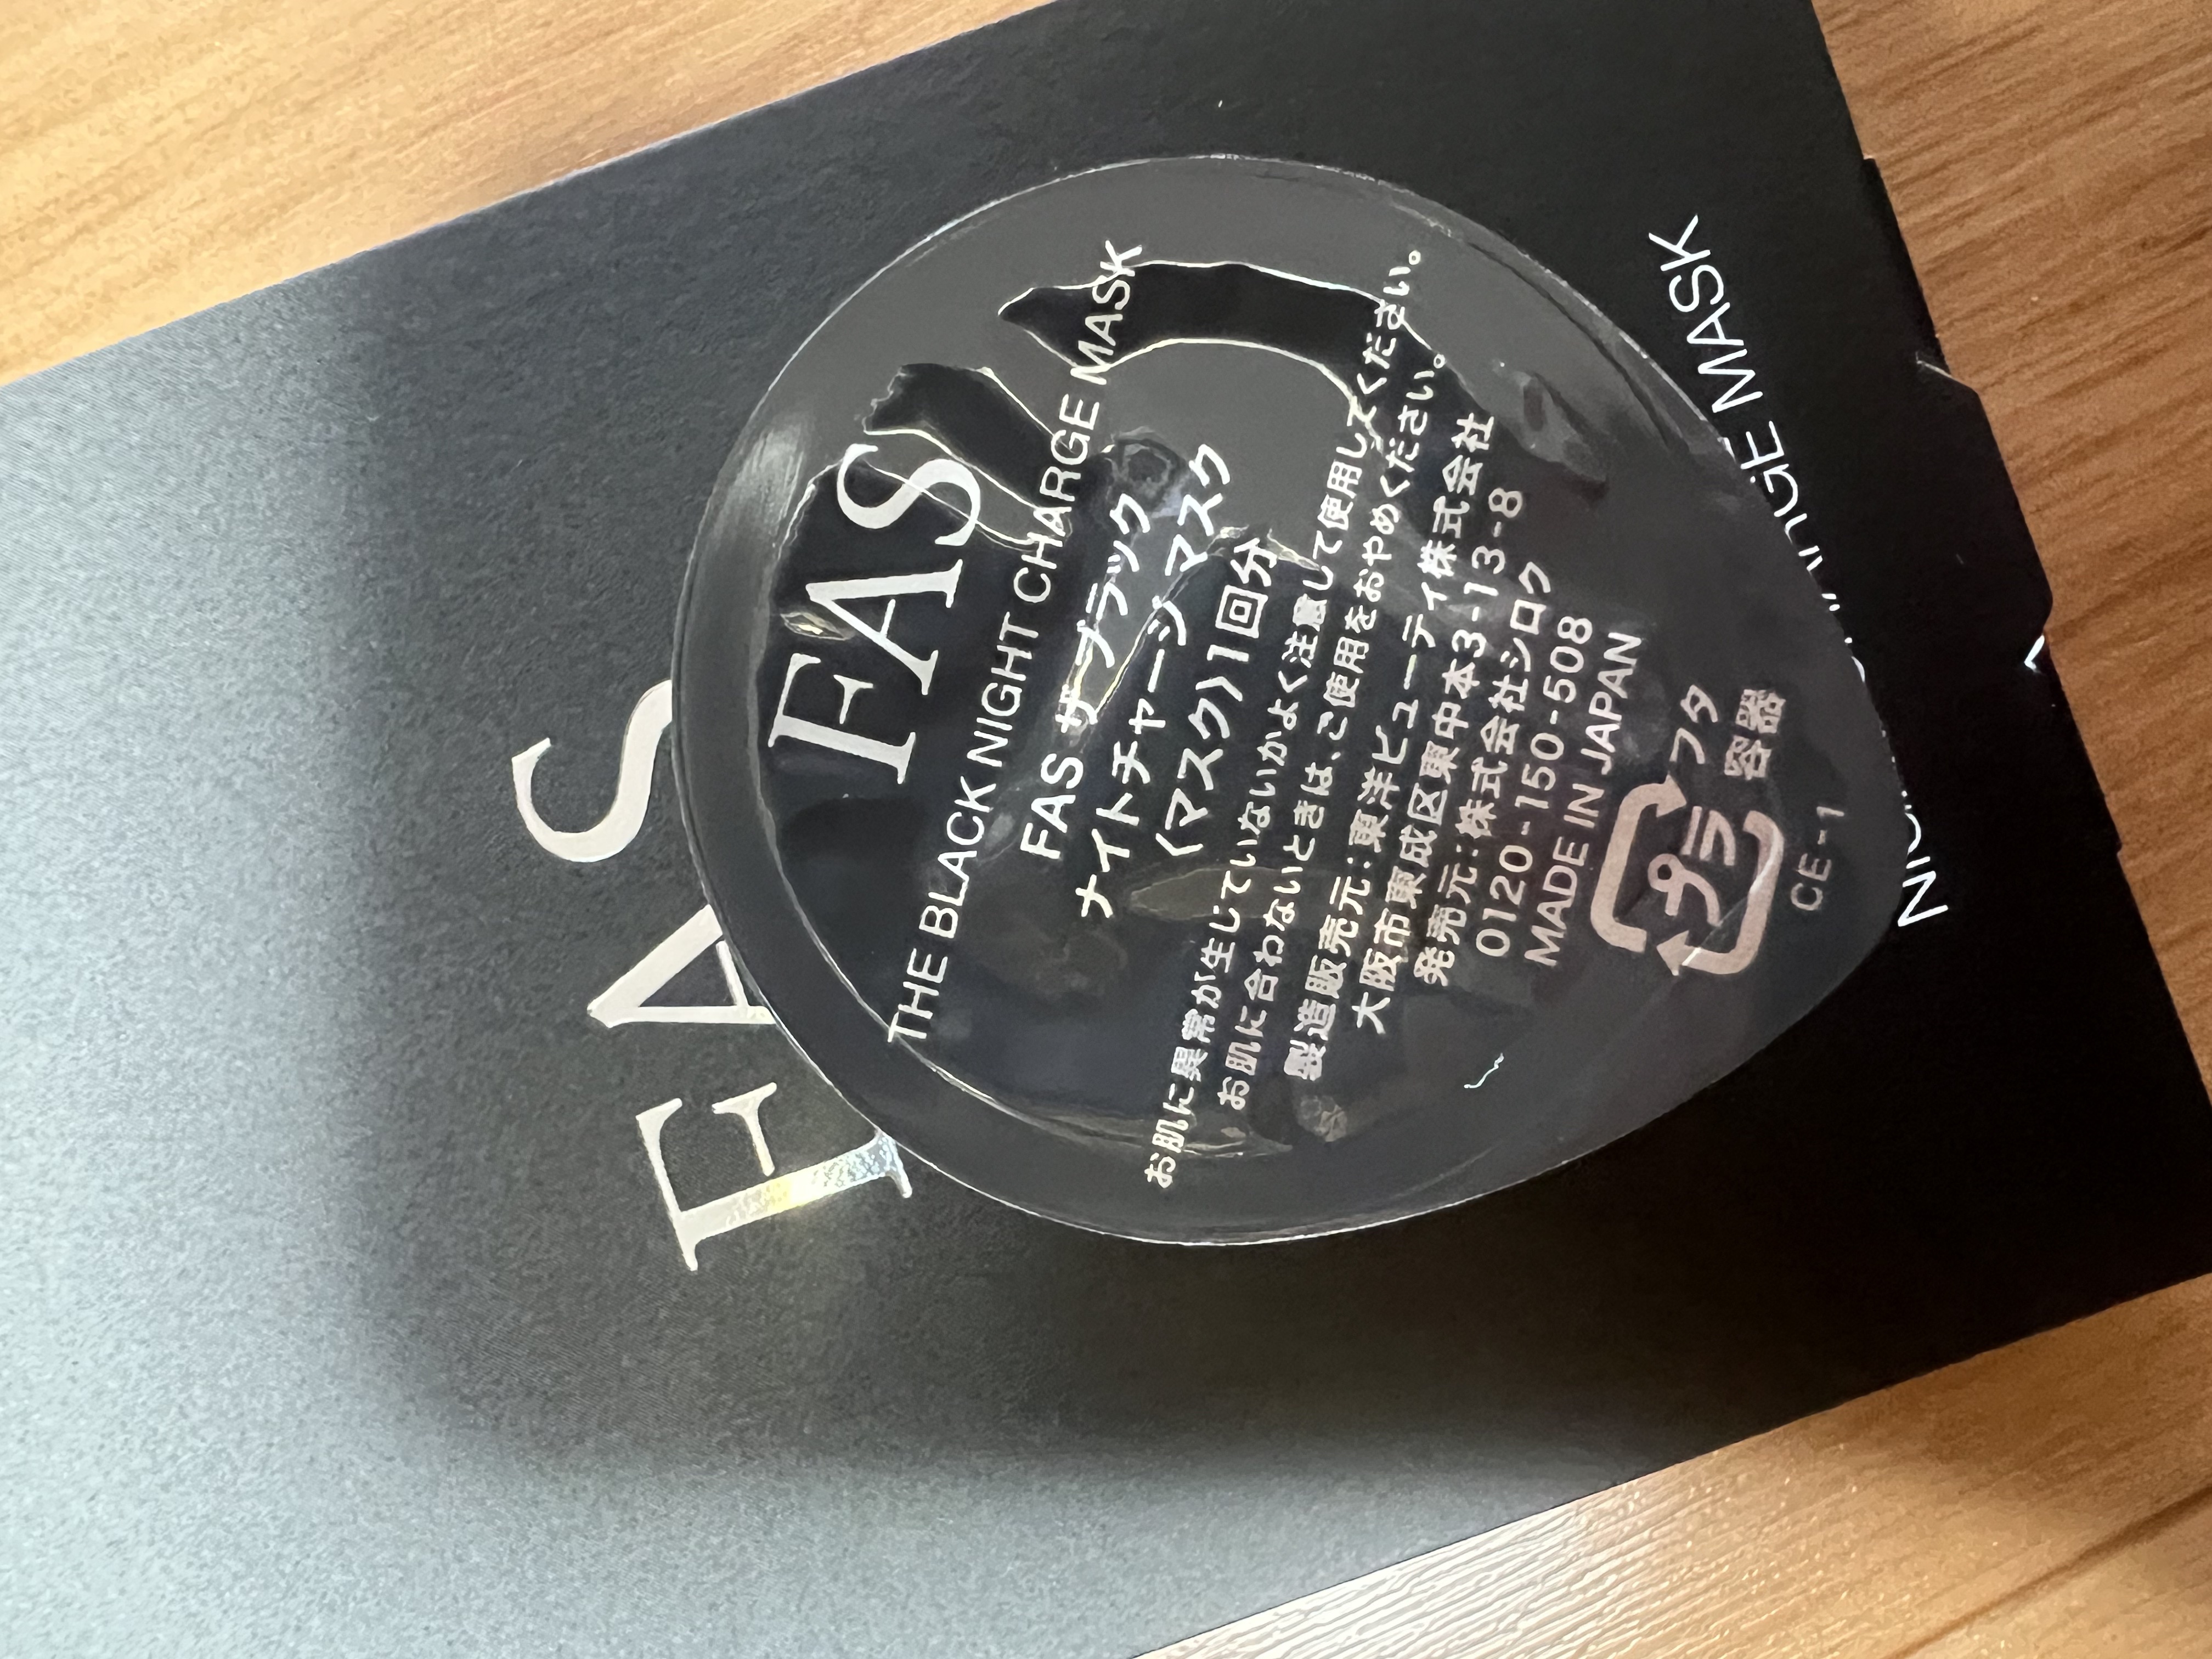 FAS
THE BLACK NIGHT CHARGE MASK
FAS ザ ブラック
ナイトチャージ マスク
〈マスク〉1回分
お肌に異常が生じていないかよく注意して使用してください。
お肌に合わないときは、ご使用をおやめください。
製造販売元:東洋ビューティ株式会社
大阪市東成区東中本3-13-8
発売元:株式会社シロク
0120-150-508
MADE IN JAPAN
プラ
フタ
容器
CE-1
FAS
MASK